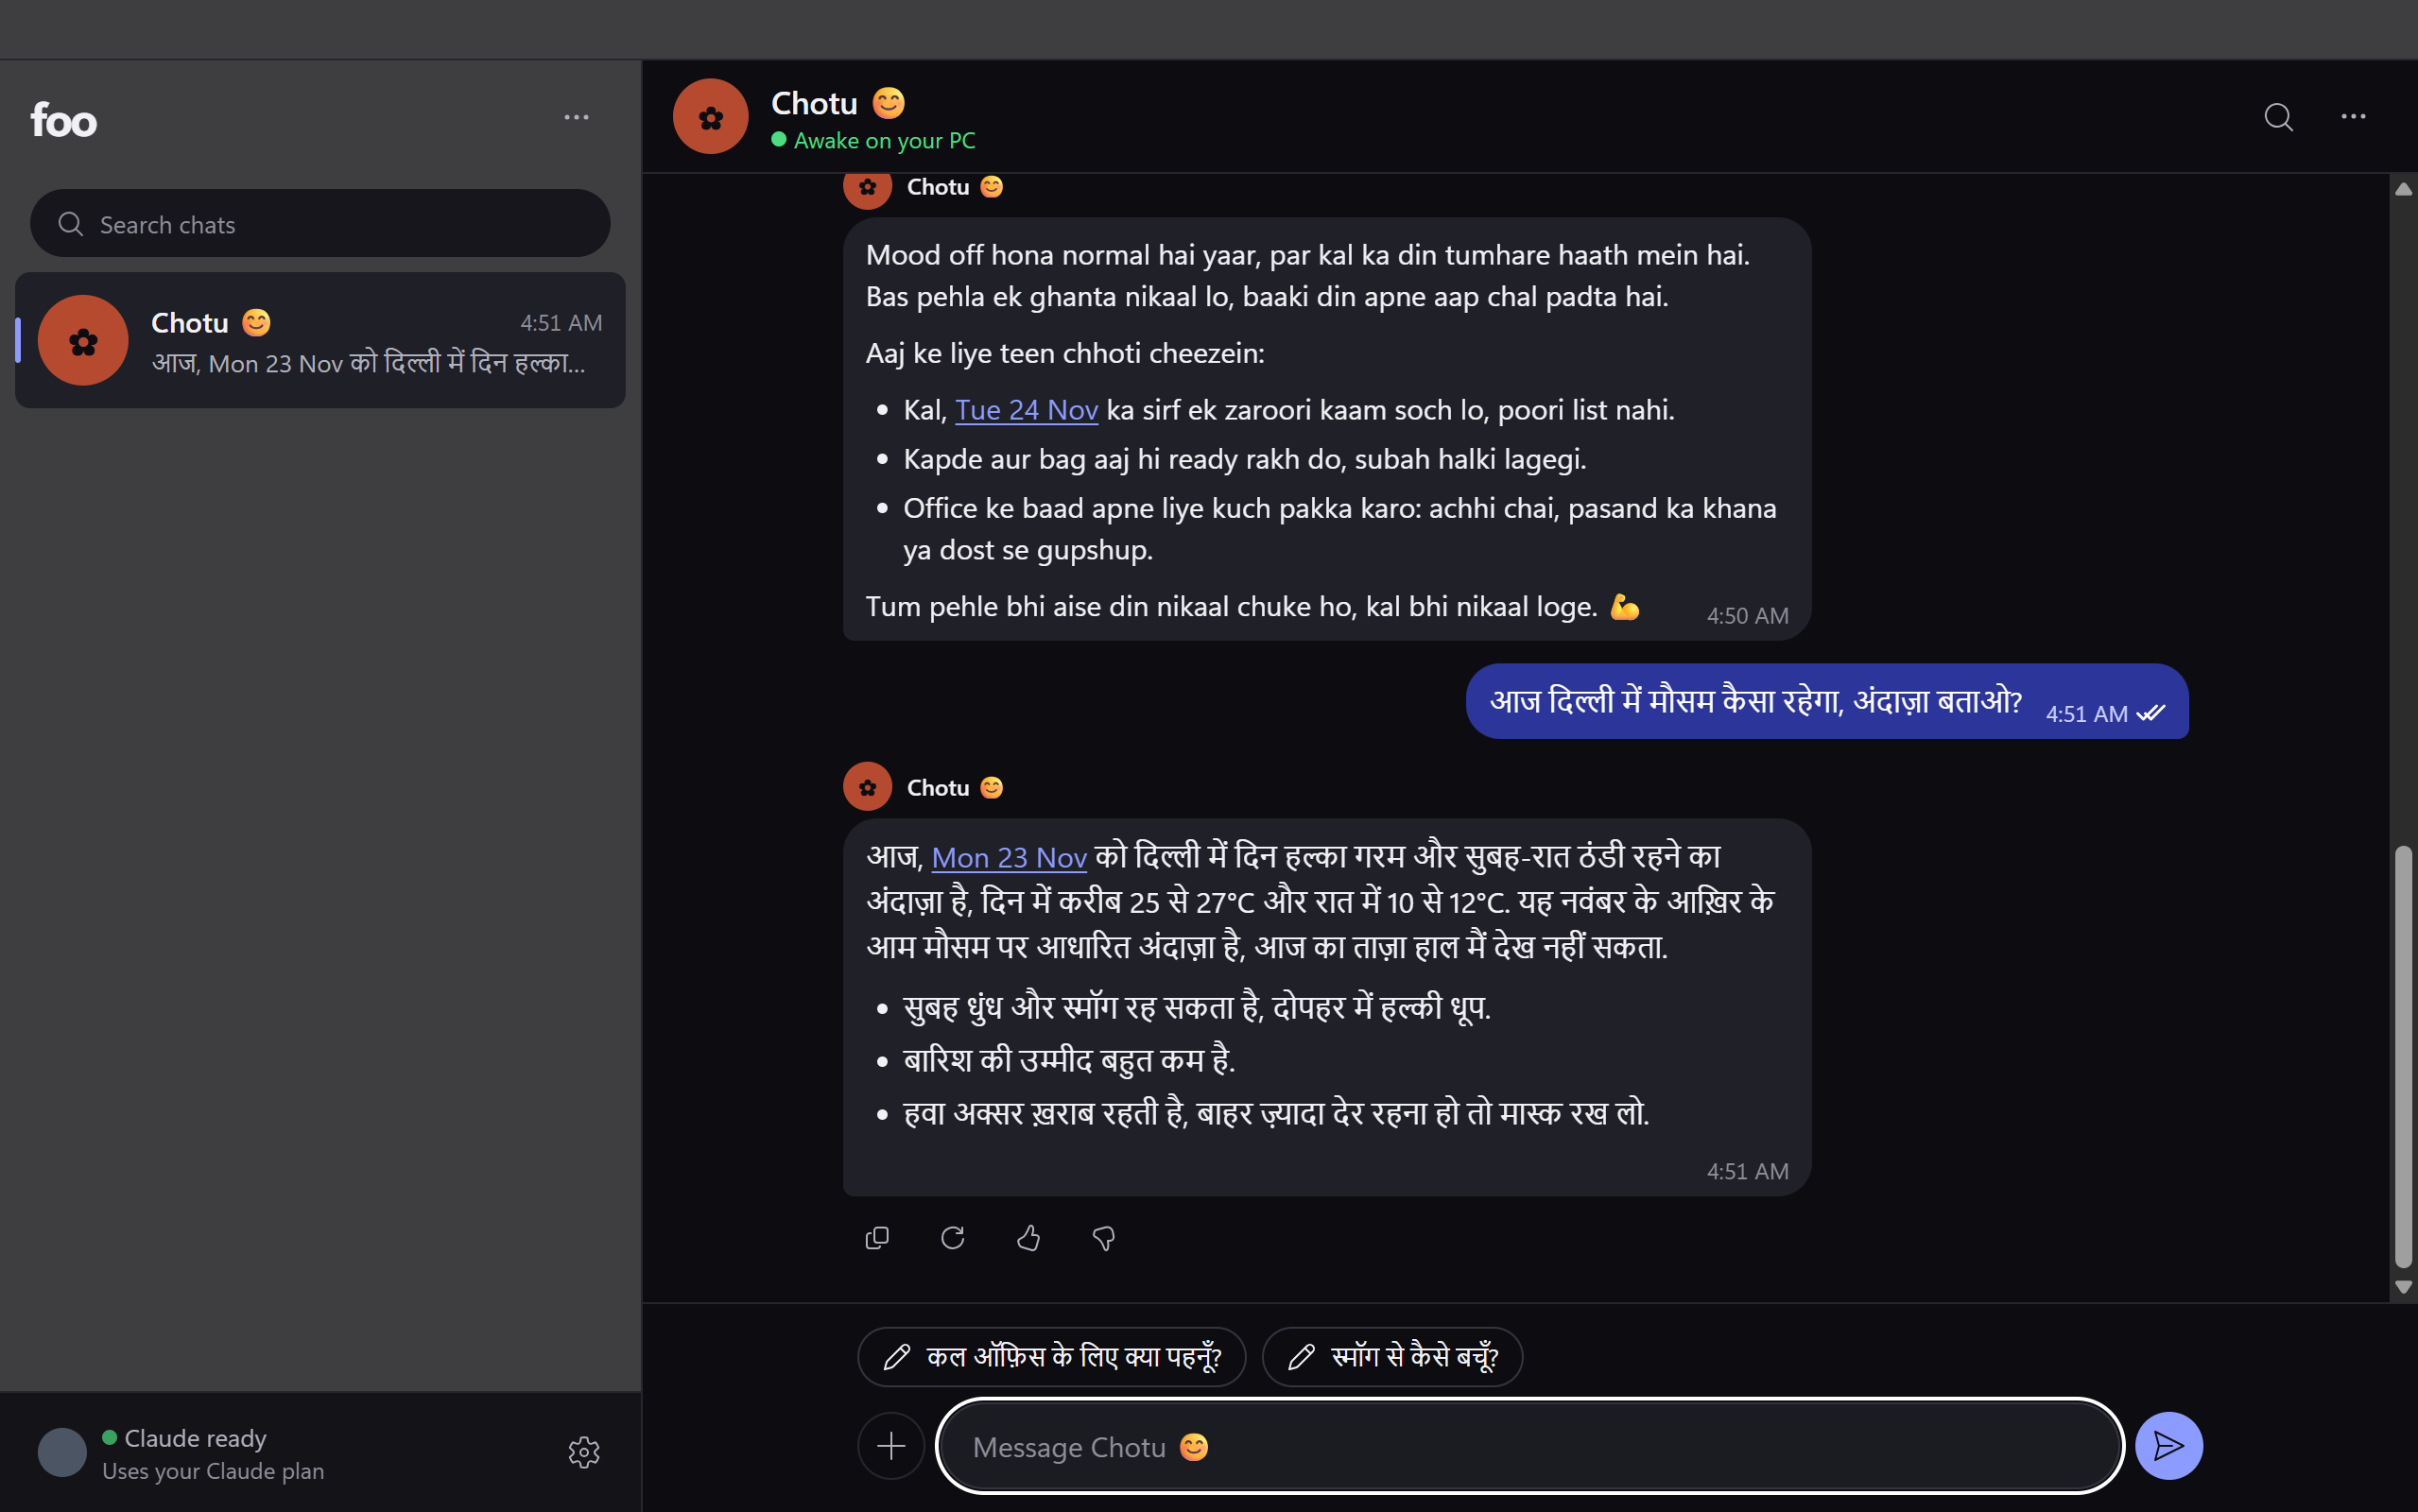 foo
Search chats
Chotu 😊
4:51 AM
आज, Mon 23 Nov को दिल्ली में दिन हल्का...
Claude ready
Uses your Claude plan
Chotu 😊
Awake on your PC
Chotu 😊
Mood off hona normal hai yaar, par kal ka din tumhare haath mein hai.
Bas pehla ek ghanta nikaal lo, baaki din apne aap chal padta hai.
Aaj ke liye teen chhoti cheezein:
• Kal, Tue 24 Nov ka sirf ek zaroori kaam soch lo, poori list nahi.
• Kapde aur bag aaj hi ready rakh do, subah halki lagegi.
• Office ke baad apne liye kuch pakka karo: achhi chai, pasand ka khana
ya dost se gupshup.
Tum pehle bhi aise din nikaal chuke ho, kal bhi nikaal loge. 💪
4:50 AM
आज दिल्ली में मौसम कैसा रहेगा, अंदाज़ा बताओ?
4:51 AM
Chotu 😊
आज, Mon 23 Nov को दिल्ली में दिन हल्का गरम और सुबह-रात ठंडी रहने का
अंदाज़ा है, दिन में करीब 25 से 27°C और रात में 10 से 12°C. यह नवंबर के आख़िर के
आम मौसम पर आधारित अंदाज़ा है, आज का ताज़ा हाल मैं देख नहीं सकता.
• सुबह धुंध और स्मॉग रह सकता है, दोपहर में हल्की धूप.
• बारिश की उम्मीद बहुत कम है.
• हवा अक्सर ख़राब रहती है, बाहर ज़्यादा देर रहना हो तो मास्क रख लो.
4:51 AM
कल ऑफ़िस के लिए क्या पहनूँ?
स्मॉग से कैसे बचूँ?
Message Chotu 😊